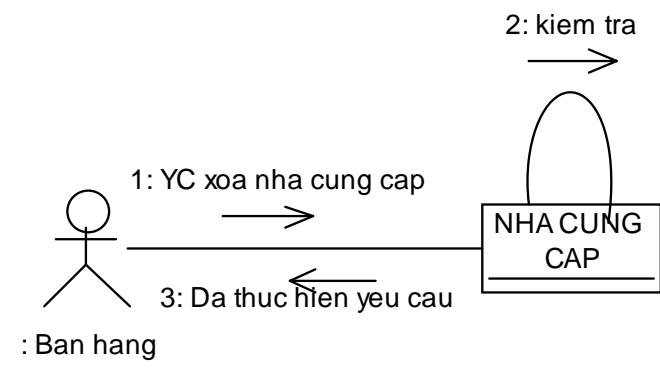 2: kiem tra
1: YC xoa nha cung cap
NHA CUNG
CAP
3: Da thuc hien yeu cau
: Ban hang